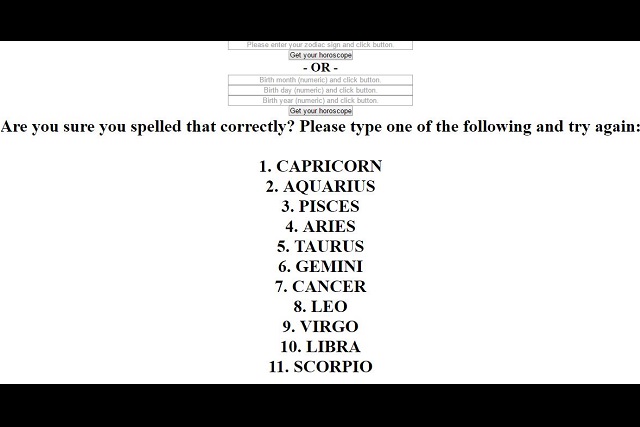 Please enter your zodiac sign and click button.
Get your horoscope
- OR -
Birth month (numeric) and click button.
Birth day (numeric) and click button.
Birth year (numeric) and click button.
Get your horoscope
Are you sure you spelled that correctly? Please type one of the following and try again:
1. CAPRICORN
2. AQUARIUS
3. PISCES
4. ARIES
5. TAURUS
6. GEMINI
7. CANCER
8. LEO
9. VIRGO
10. LIBRA
11. SCORPIO